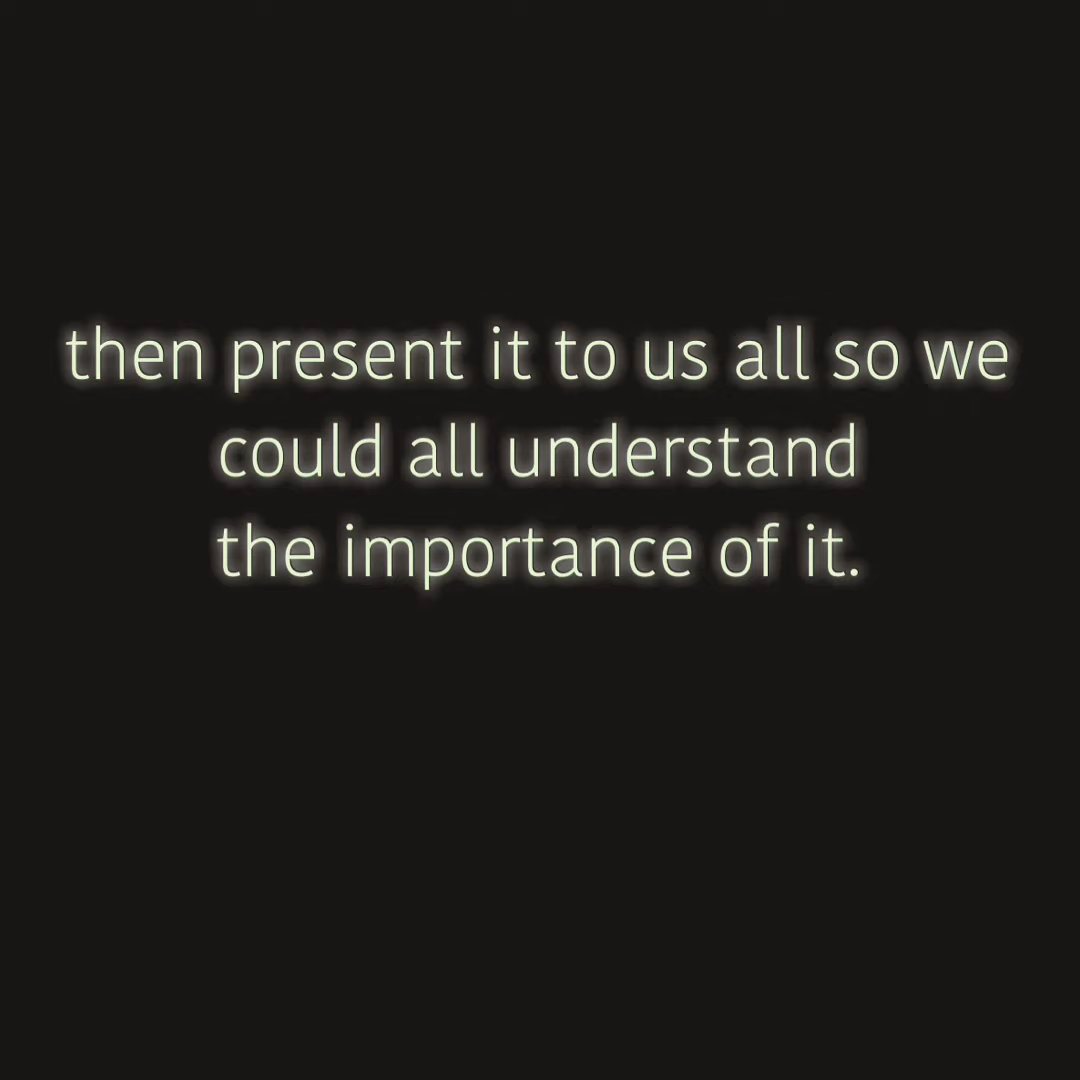 then present it to us all so we
could all understand
the importance of it.